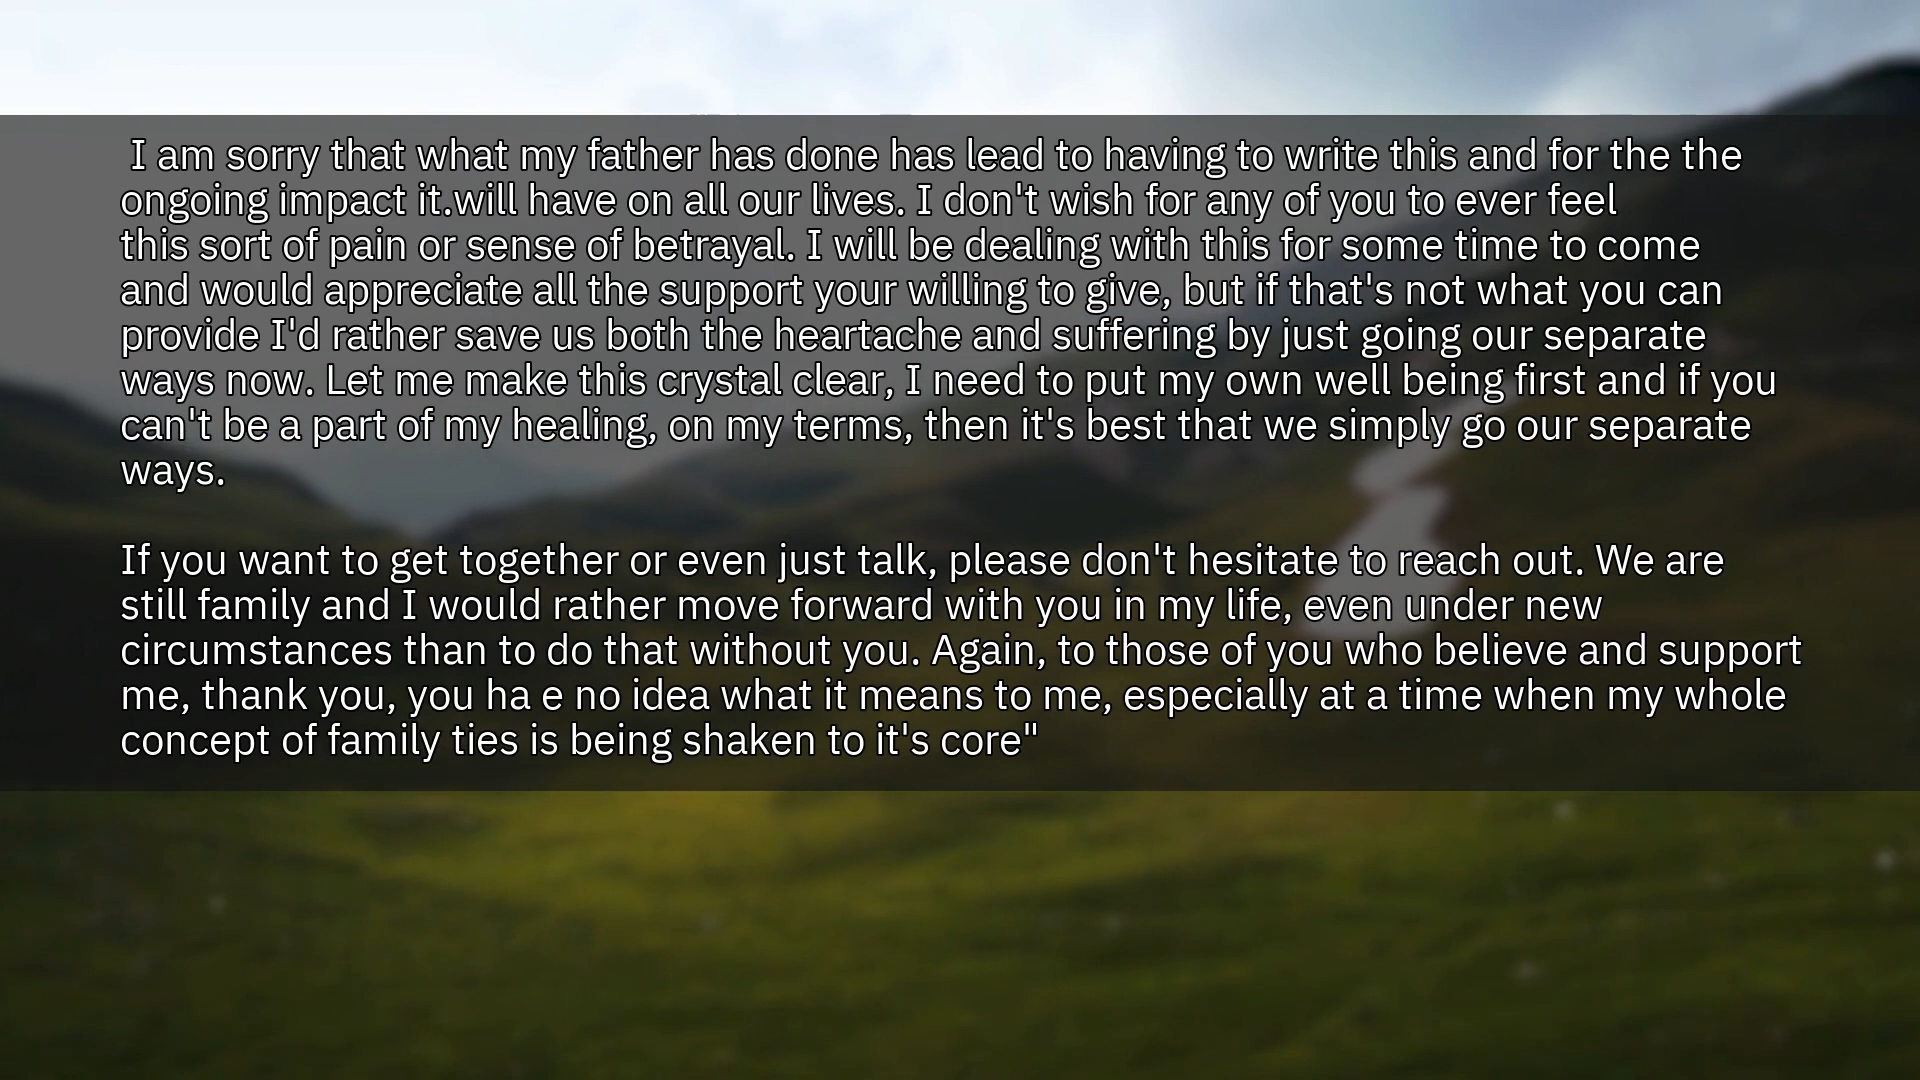 I am sorry that what my father has done has lead to having to write this and for the the
ongoing impact it.will have on all our lives. I don't wish for any of you to ever feel
this sort of pain or sense of betrayal. I will be dealing with this for some time to come
and would appreciate all the support your willing to give, but if that's not what you can
provide I'd rather save us both the heartache and suffering by just going our separate
ways now. Let me make this crystal clear, I need to put my own well being first and if you
can't be a part of my healing, on my terms, then it's best that we simply go our separate
ways.
If you want to get together or even just talk, please don't hesitate to reach out. We are
still family and I would rather move forward with you in my life, even under new
circumstances than to do that without you. Again, to those of you who believe and support
me, thank you, you ha e no idea what it means to me, especially at a time when my whole
concept of family ties is being shaken to it's core"